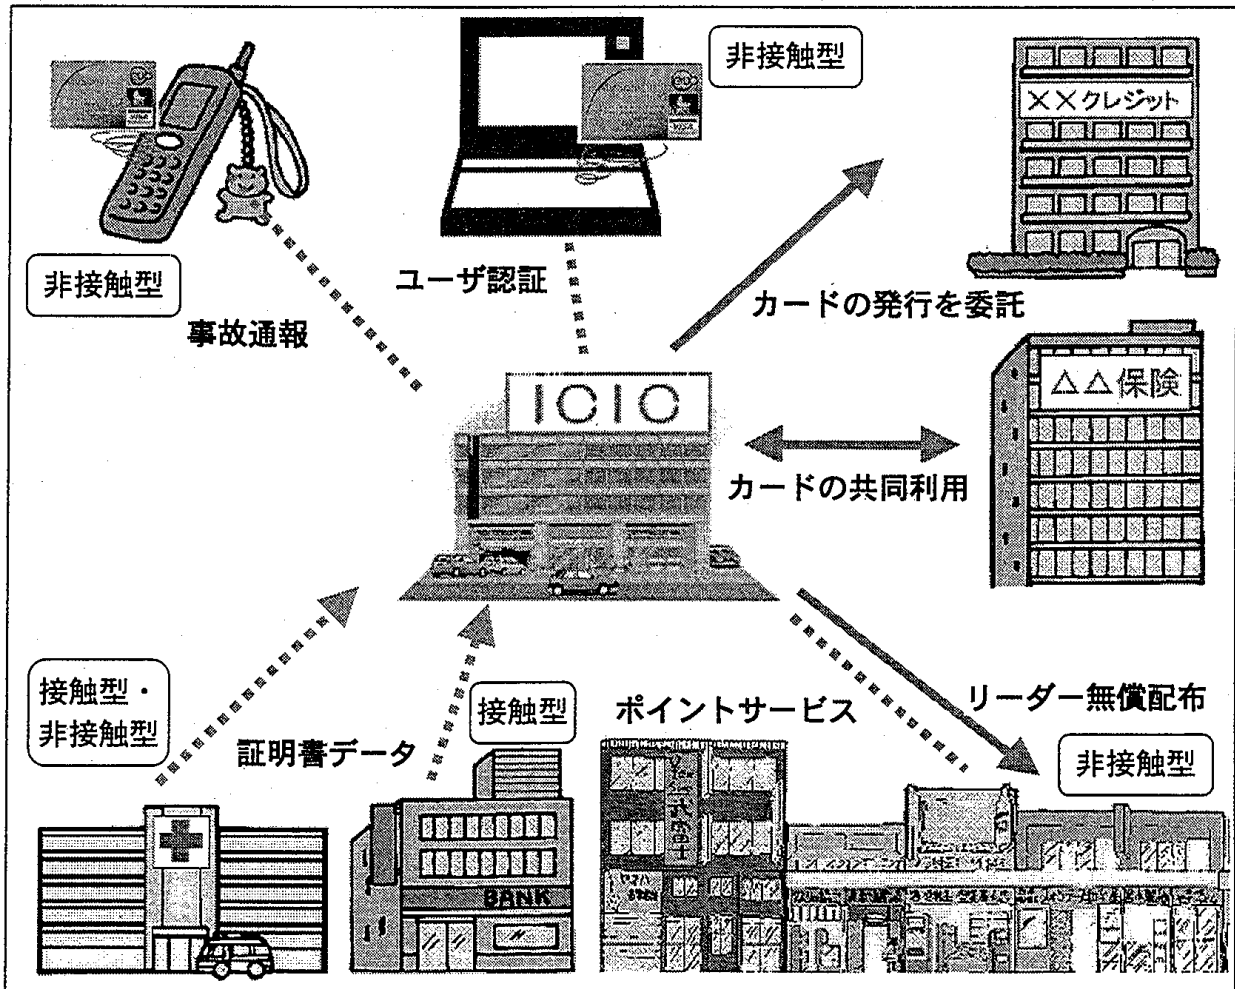 非接触型
××クレジット
非接触型
ユーザ認証
事故通報
カードの発行を委託
△△保険
IOIO
カードの共同利用
接触型・
非接触型
接触型
証明書データ
ポイントサービス
リーダー無償配布
非接触型
BANK